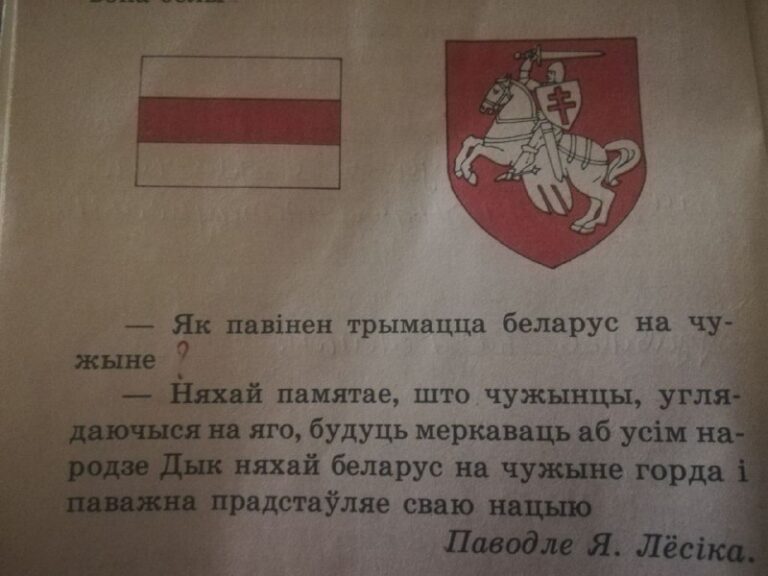 — Як павінен трымацца беларус на чу-
жыне ?
— Няхай памятае, што чужынцы, угля-
даючыся на яго, будуць меркаваць аб усім на-
родзе Дык няхай беларус на чужыне горда і
паважна прадстаўляе сваю нацыю
Паводле Я. Лёсіка.